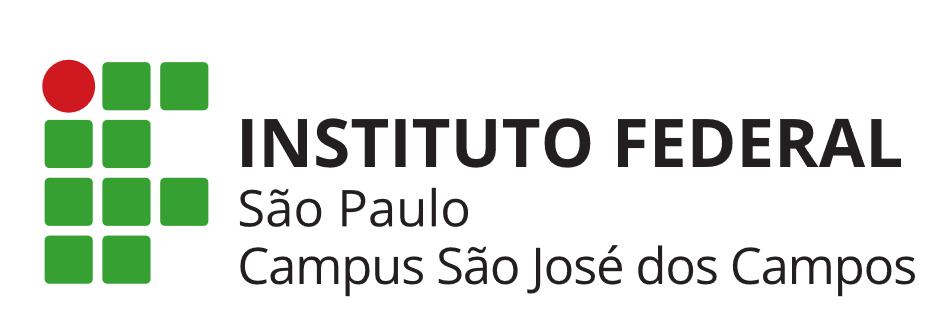 INSTITUTO FEDERAL
São Paulo
Campus São José dos Campos